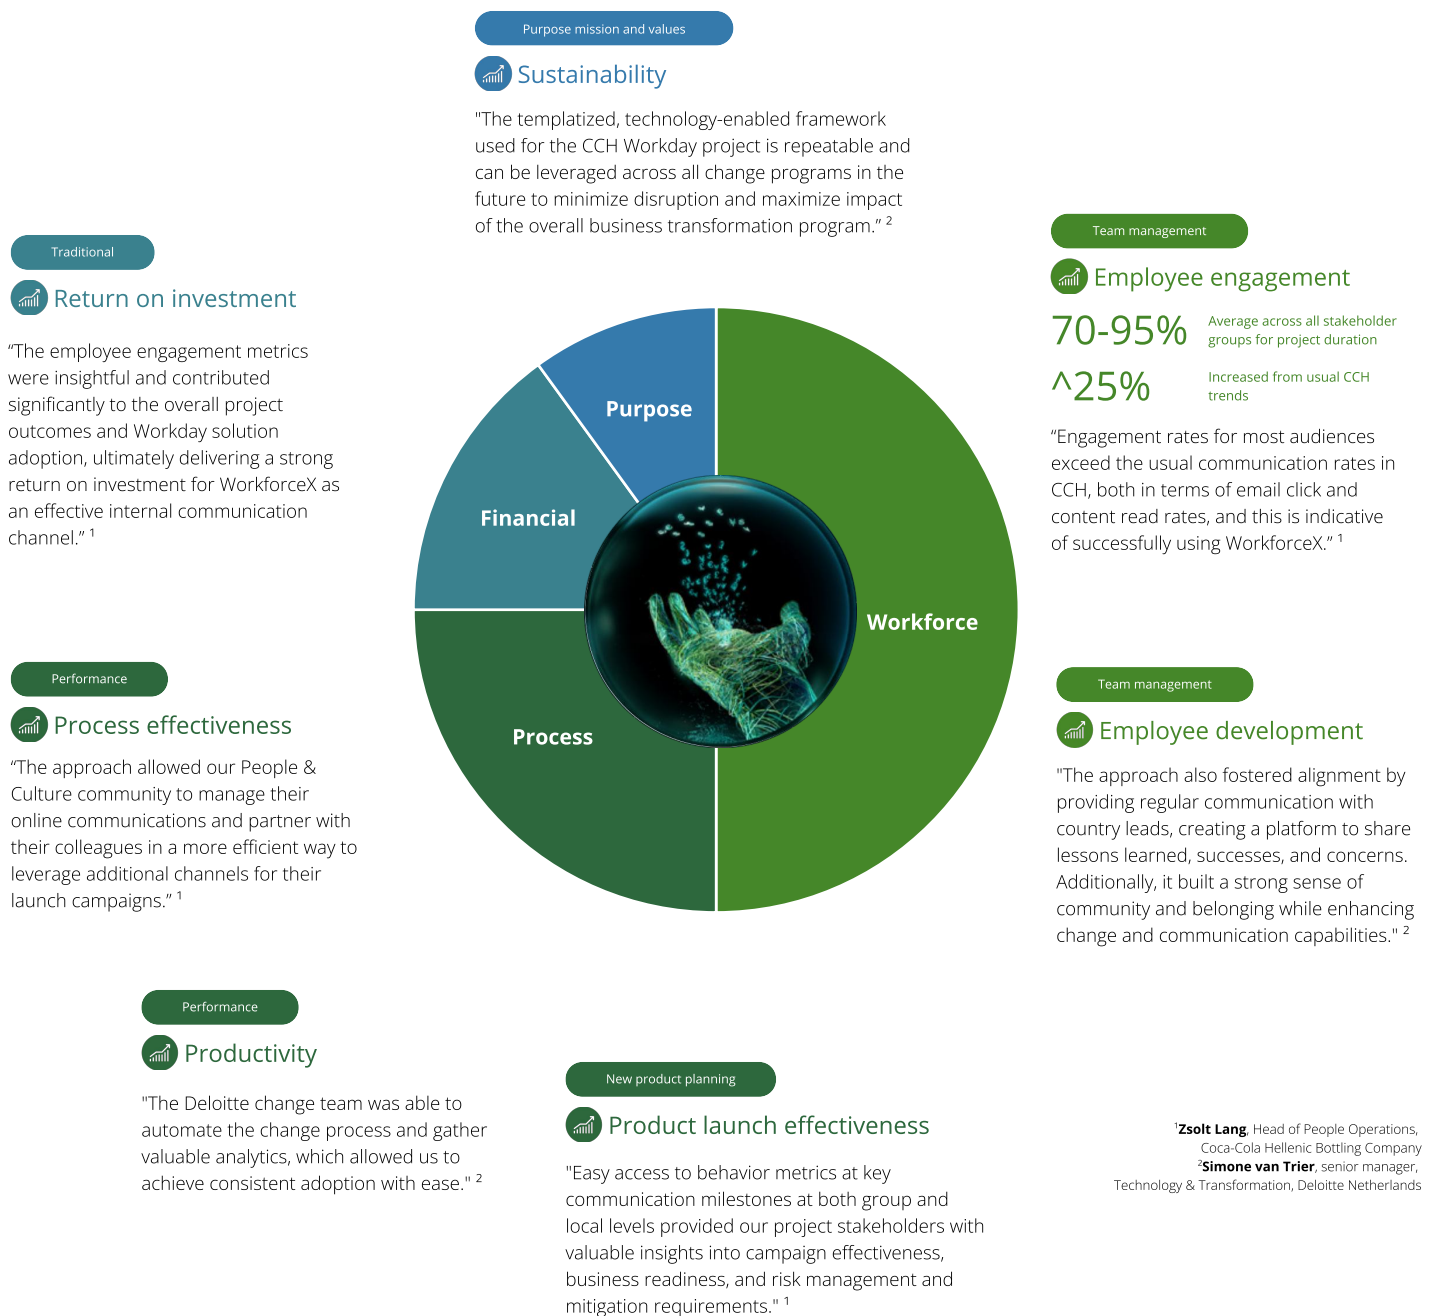 Purpose mission and values
Sustainability
"The templatized, technology-enabled framework
used for the CCH Workday project is repeatable and
can be leveraged across all change programs in the
future to minimize disruption and maximize impact
of the overall business transformation program.” 2
Traditional
Return on investment
“The employee engagement metrics
were insightful and contributed
significantly to the overall project
outcomes and Workday solution
adoption, ultimately delivering a strong
return on investment for WorkforceX as
an effective internal communication
channel.” 1
Team management
Employee engagement
70-95%
Average across all stakeholder
groups for project duration
^25%
Increased from usual CCH
trends
“Engagement rates for most audiences
exceed the usual communication rates in
CCH, both in terms of email click and
content read rates, and this is indicative
of successfully using WorkforceX.” 1
Purpose
Financial
Workforce
Process
Performance
Process effectiveness
“The approach allowed our People &
Culture community to manage their
online communications and partner with
their colleagues in a more efficient way to
leverage additional channels for their
launch campaigns.” 1
Team management
Employee development
"The approach also fostered alignment by
providing regular communication with
country leads, creating a platform to share
lessons learned, successes, and concerns.
Additionally, it built a strong sense of
community and belonging while enhancing
change and communication capabilities." 2
Performance
Productivity
"The Deloitte change team was able to
automate the change process and gather
valuable analytics, which allowed us to
achieve consistent adoption with ease." 2
New product planning
Product launch effectiveness
"Easy access to behavior metrics at key
communication milestones at both group and
local levels provided our project stakeholders with
valuable insights into campaign effectiveness,
business readiness, and risk management and
mitigation requirements." 1
1Zsolt Lang, Head of People Operations,
Coca-Cola Hellenic Bottling Company
2Simone van Trier, senior manager,
Technology & Transformation, Deloitte Netherlands